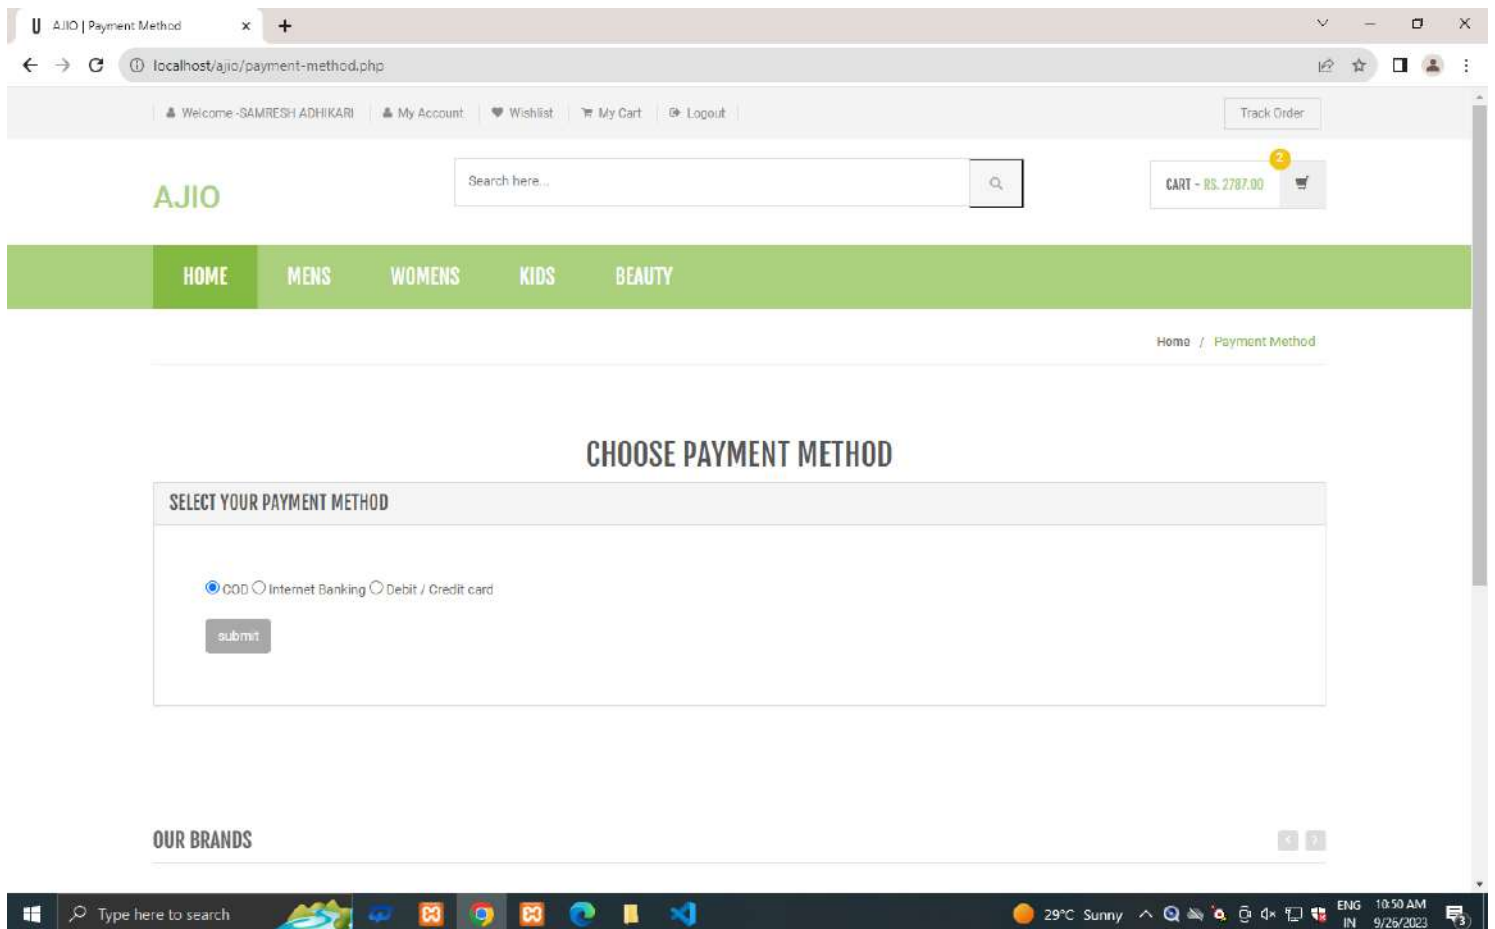 AJIO | Payment Method
localhost/ajio/payment-method.php
Welcome -SAMRESH ADHIKARI My Account Wishlist My Cart Logout Track Order
AJIO Search here... CART - RS. 2787.00 2
HOME MENS WOMENS KIDS BEAUTY
Home / Payment Method
CHOOSE PAYMENT METHOD
SELECT YOUR PAYMENT METHOD
COD Internet Banking Debit / Credit card
submit
OUR BRANDS
Type here to search 29°C Sunny ENG 10:50 AM
IN 9/26/2023 3